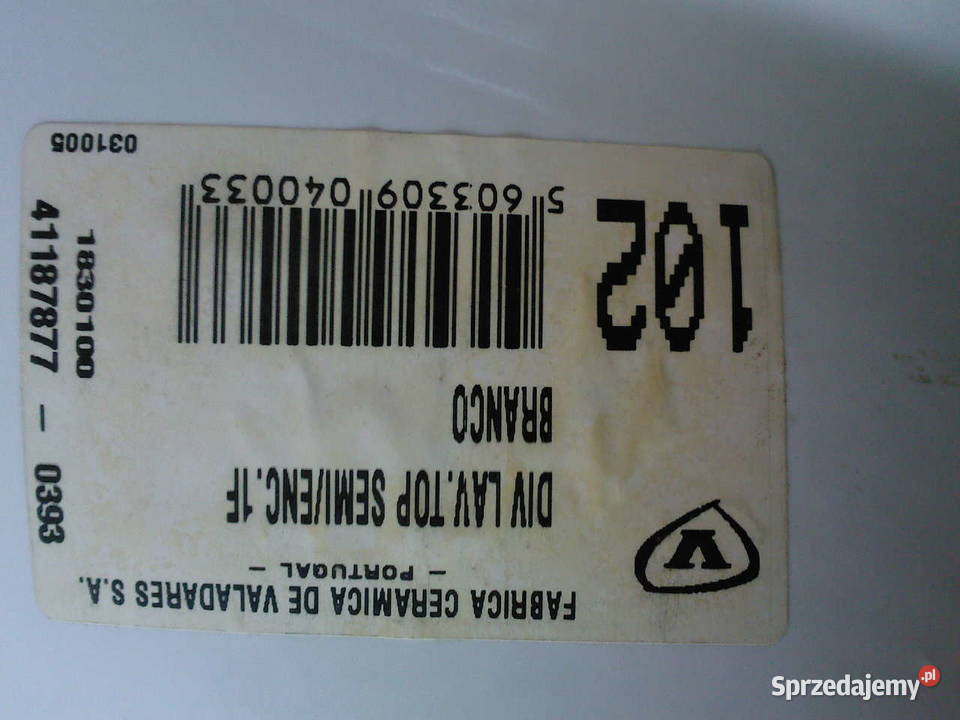 FABRICA CERAMICA DE VALADARES S.A.
- PORTUGAL -
V
DIV LAV.TOP SEMI/ENC.1F
BRANCO
102
5 603309 040033
031005
1830100
41187877 - 0393
Sprzedajemy.pl